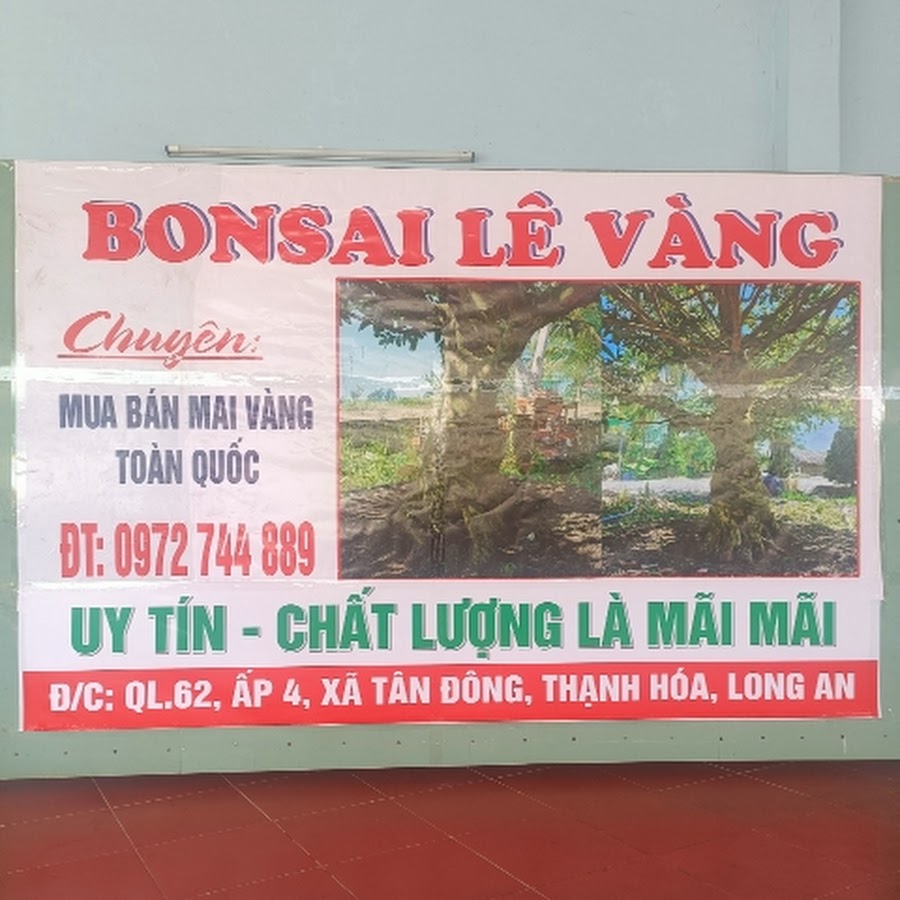 BONSAI LÊ VÀNG
Chuyên:
MUA BÁN MAI VÀNG
TOÀN QUỐC
ĐT: 0972 744 889
UY TÍN - CHẤT LƯỢNG LÀ MÃI MÃI
Đ/C: QL.62, ẤP 4, XÃ TÂN ĐÔNG, THẠNH HÓA, LONG AN